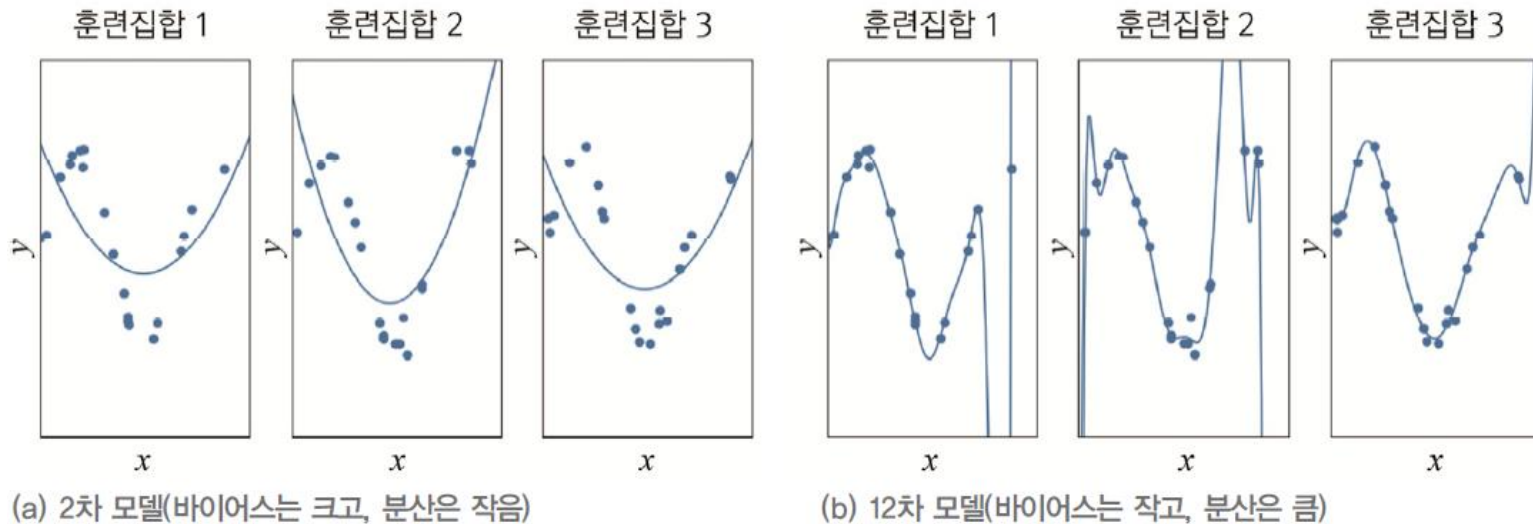 훈련집합 1 훈련집합 2 훈련집합 3 훈련집합 1 훈련집합 2 훈련집합 3
y y y y y y
x x x x x x
(a) 2차 모델(바이어스는 크고, 분산은 작음) (b) 12차 모델(바이어스는 작고, 분산은 큼)